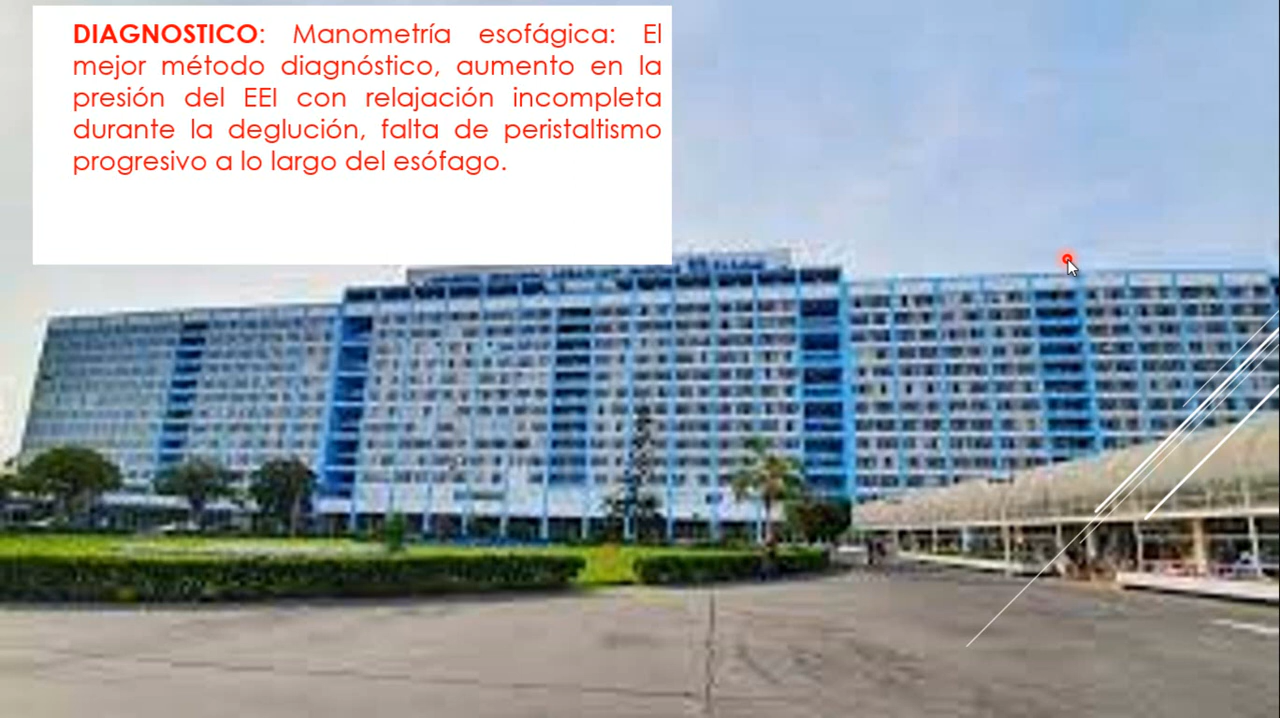 DIAGNOSTICO: Manometría esofágica: El
mejor método diagnóstico, aumento en la
presión del EEI con relajación incompleta
durante la deglución, falta de peristaltismo
progresivo a lo largo del esófago.